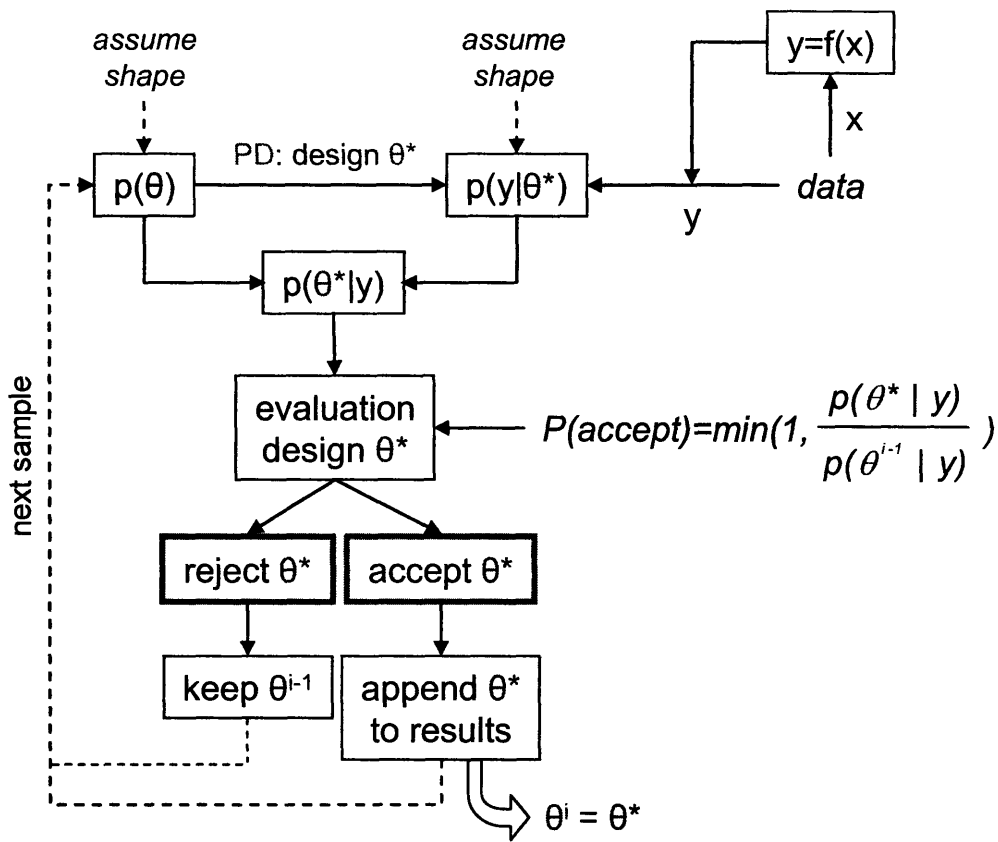 assume
shape
assume
shape
y=f(x)
x
PD: design θ*
p(θ)
p(y|θ*)
data
y
p(θ*|y)
evaluation
design θ*
P(accept)=min(1, p(θ* | y) / p(θ^{i-1} | y) )
next sample
reject θ*
accept θ*
keep θ^{i-1}
append θ*
to results
θ^i = θ*